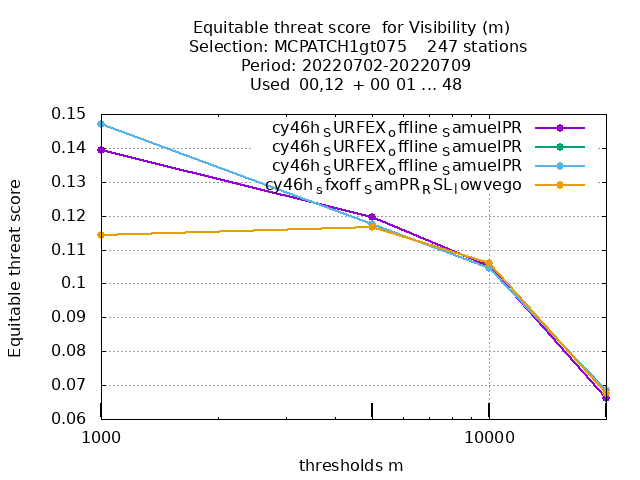 Equitable threat score for Visibility (m)
Selection: MCPATCH1gt075 247 stations
Period: 20220702-20220709
Used 00,12 + 00 01 ... 48
cy46h_SURFEX_offline_SamuelPR
cy46h_SURFEX_offline_SamuelPR
cy46h_SURFEX_offline_SamuelPR
cy46h_sfxoff_SamPR_RSL_lowvego
0.15
0.14
0.13
0.12
0.11
0.1
0.09
0.08
0.07
0.06
Equitable threat score
1000
10000
thresholds m